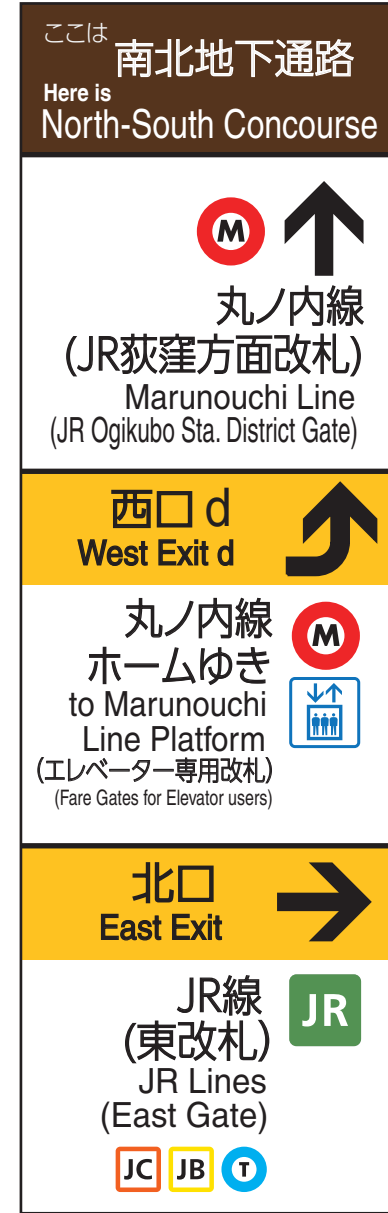 ここは
南北地下通路
Here is
North-South Concourse
M
丸ノ内線
(JR荻窪方面改札)
Marunouchi Line
(JR Ogikubo Sta. District Gate)
西口 d
West Exit d
丸ノ内線
M
ホームゆき
to Marunouchi
Line Platform
(エレベーター専用改札)
(Fare Gates for Elevator users)
北口
East Exit
JR線
JR
(東改札)
JR Lines
(East Gate)
JC JB T